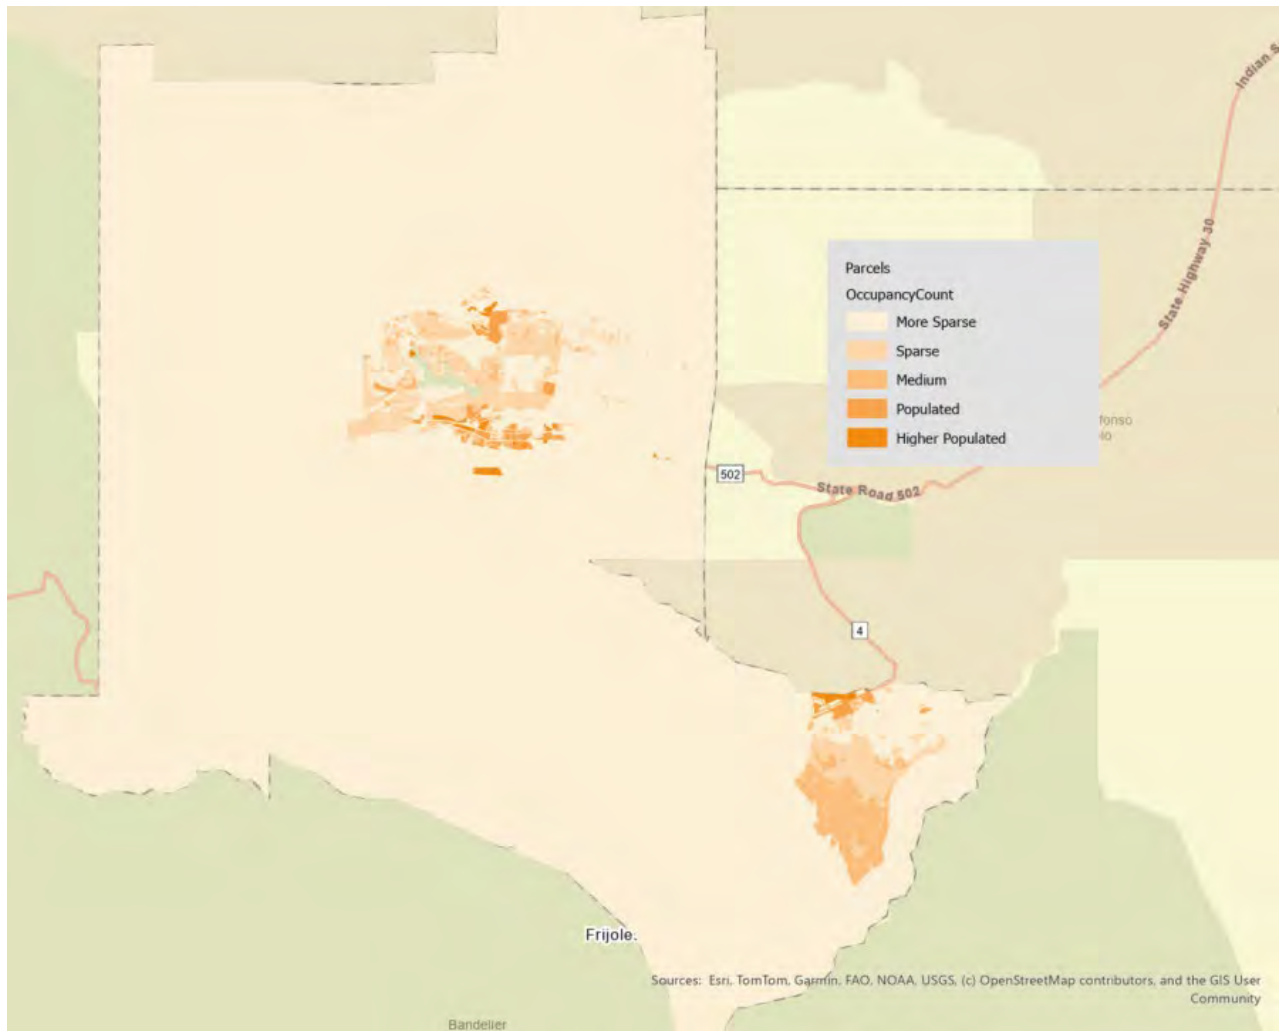 Indian S
State Highway 30
Parcels
OccupancyCount
More Sparse
Sparse
Medium
Populated
Higher Populated
fonso
502
State Road 502
4
Frijole.
Sources: Esri, TomTom, Garmin, FAO, NOAA, USGS, (c) OpenStreetMap contributors, and the GIS User
Community
Bandelier